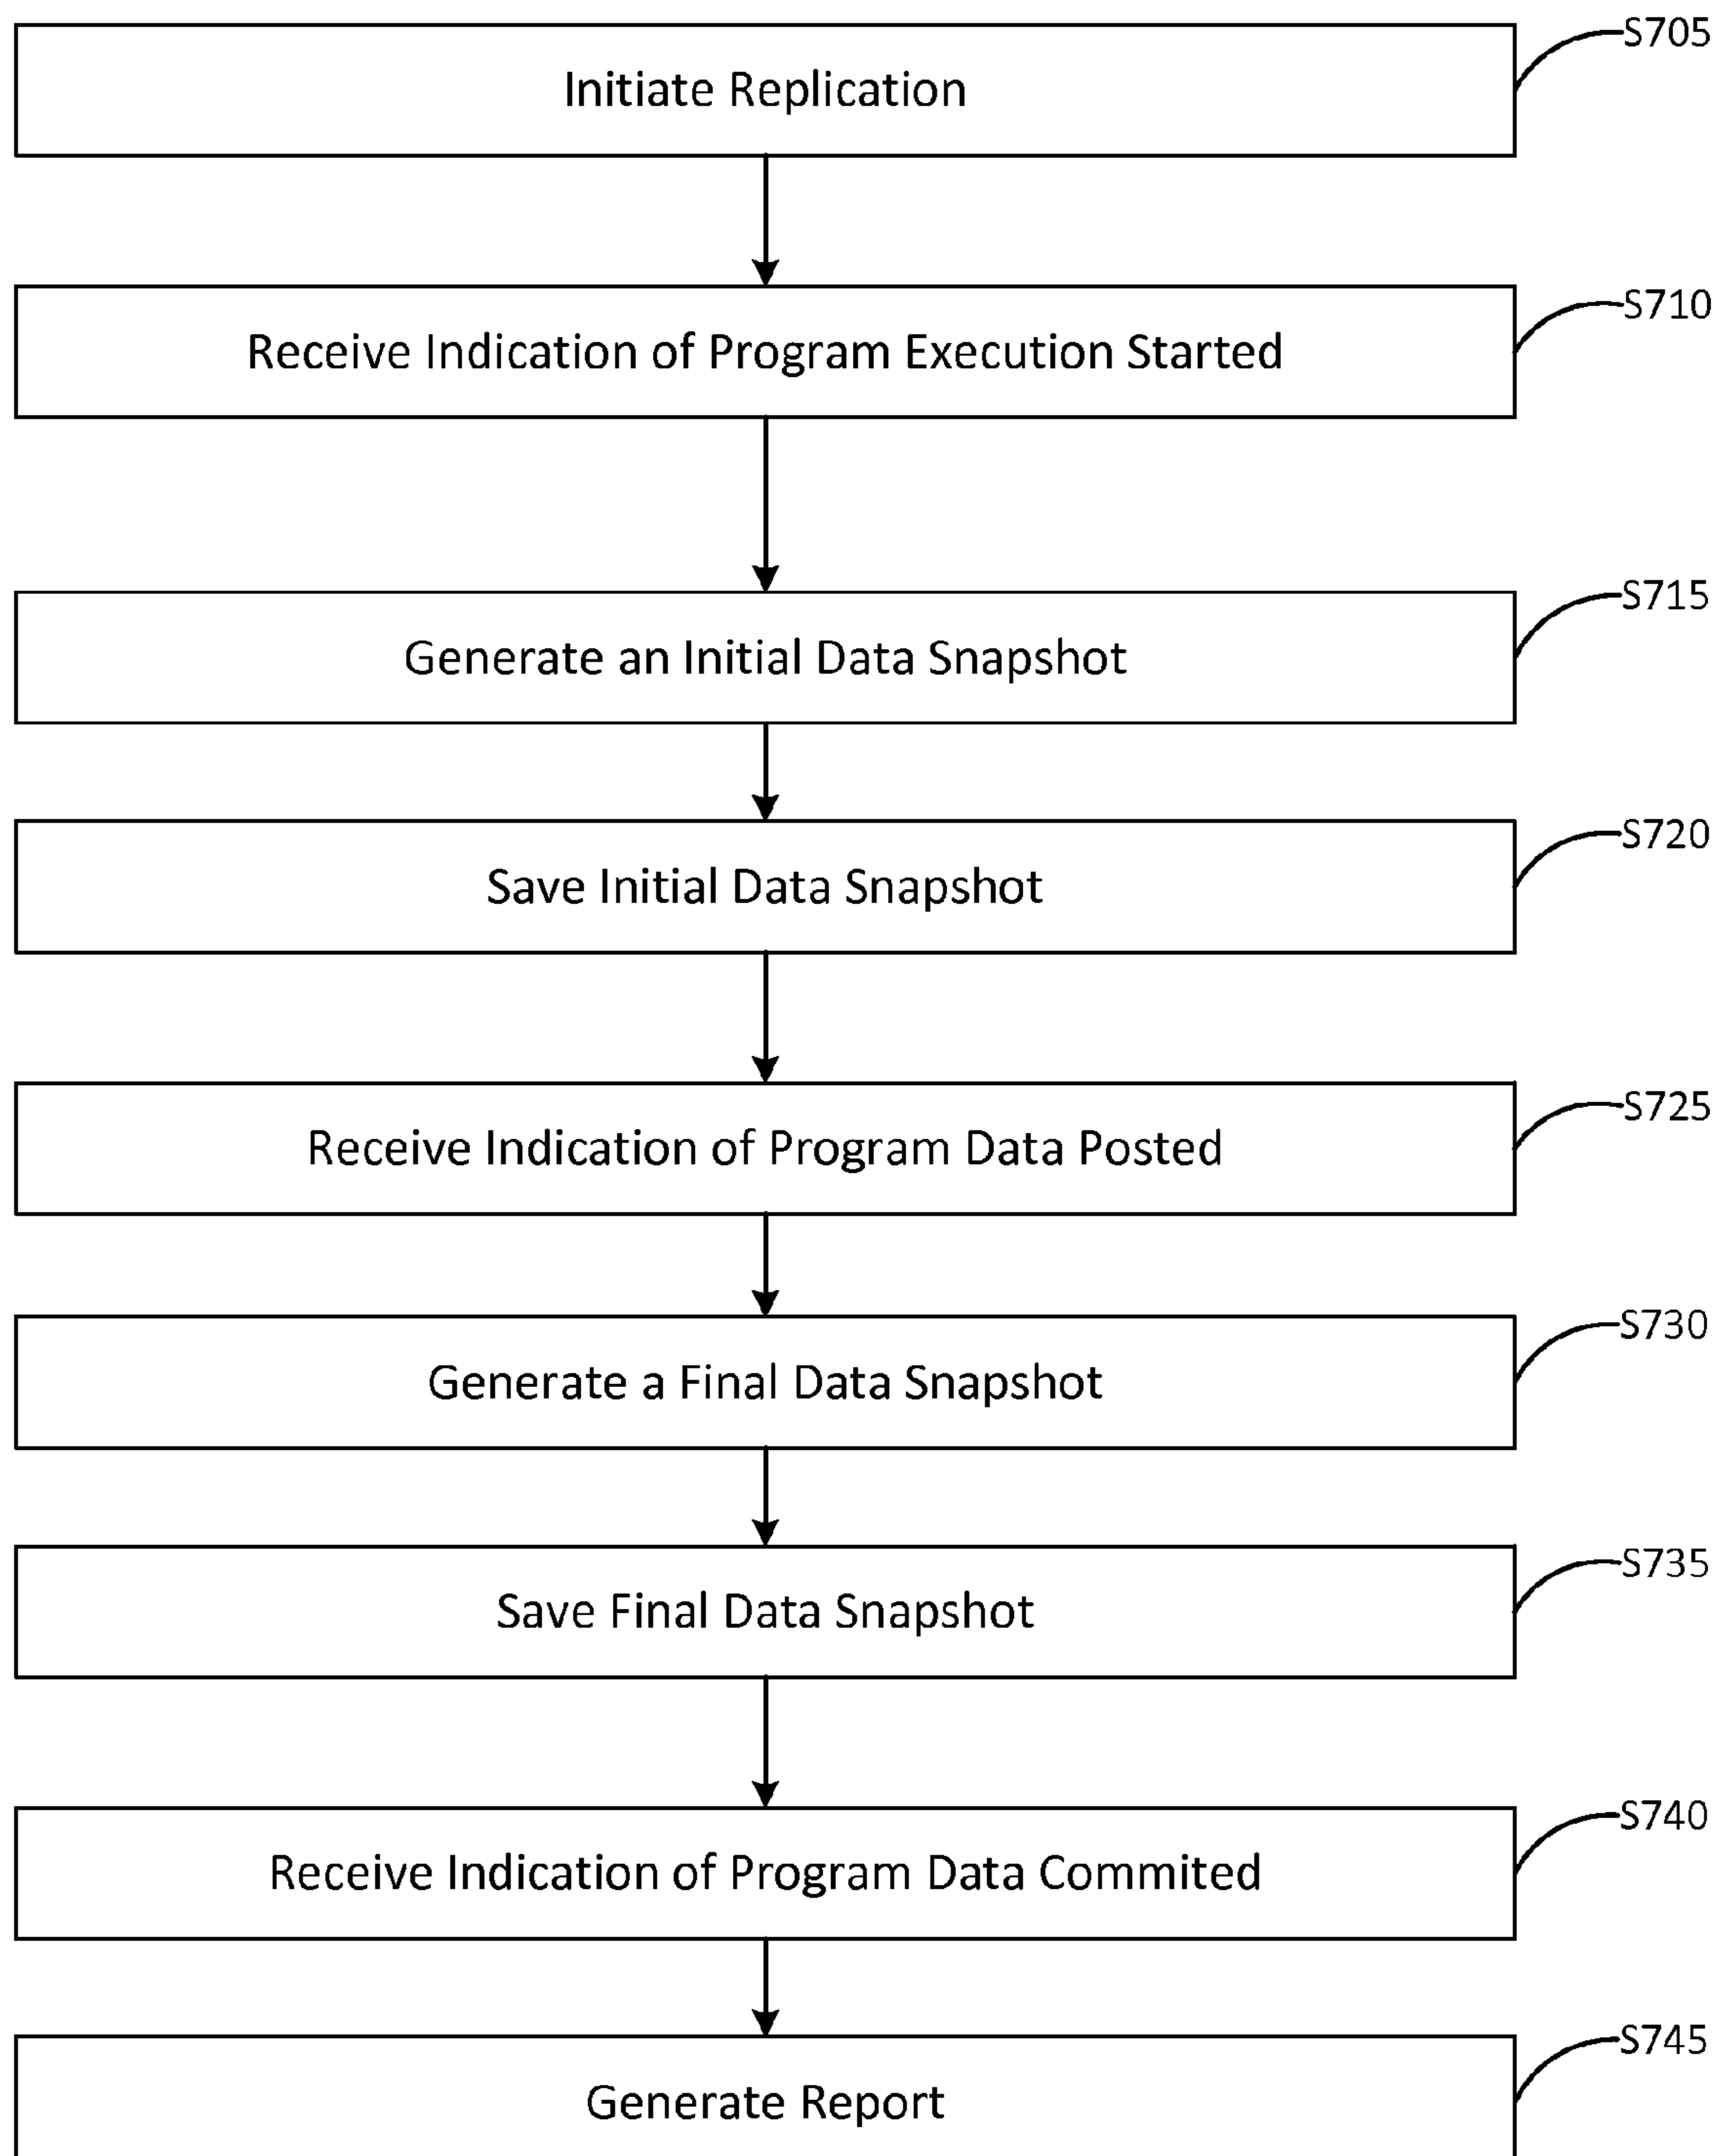 S705
Initiate Replication
S710
Receive Indication of Program Execution Started
S715
Generate an Initial Data Snapshot
S720
Save Initial Data Snapshot
S725
Receive Indication of Program Data Posted
S730
Generate a Final Data Snapshot
S735
Save Final Data Snapshot
S740
Receive Indication of Program Data Commited
S745
Generate Report